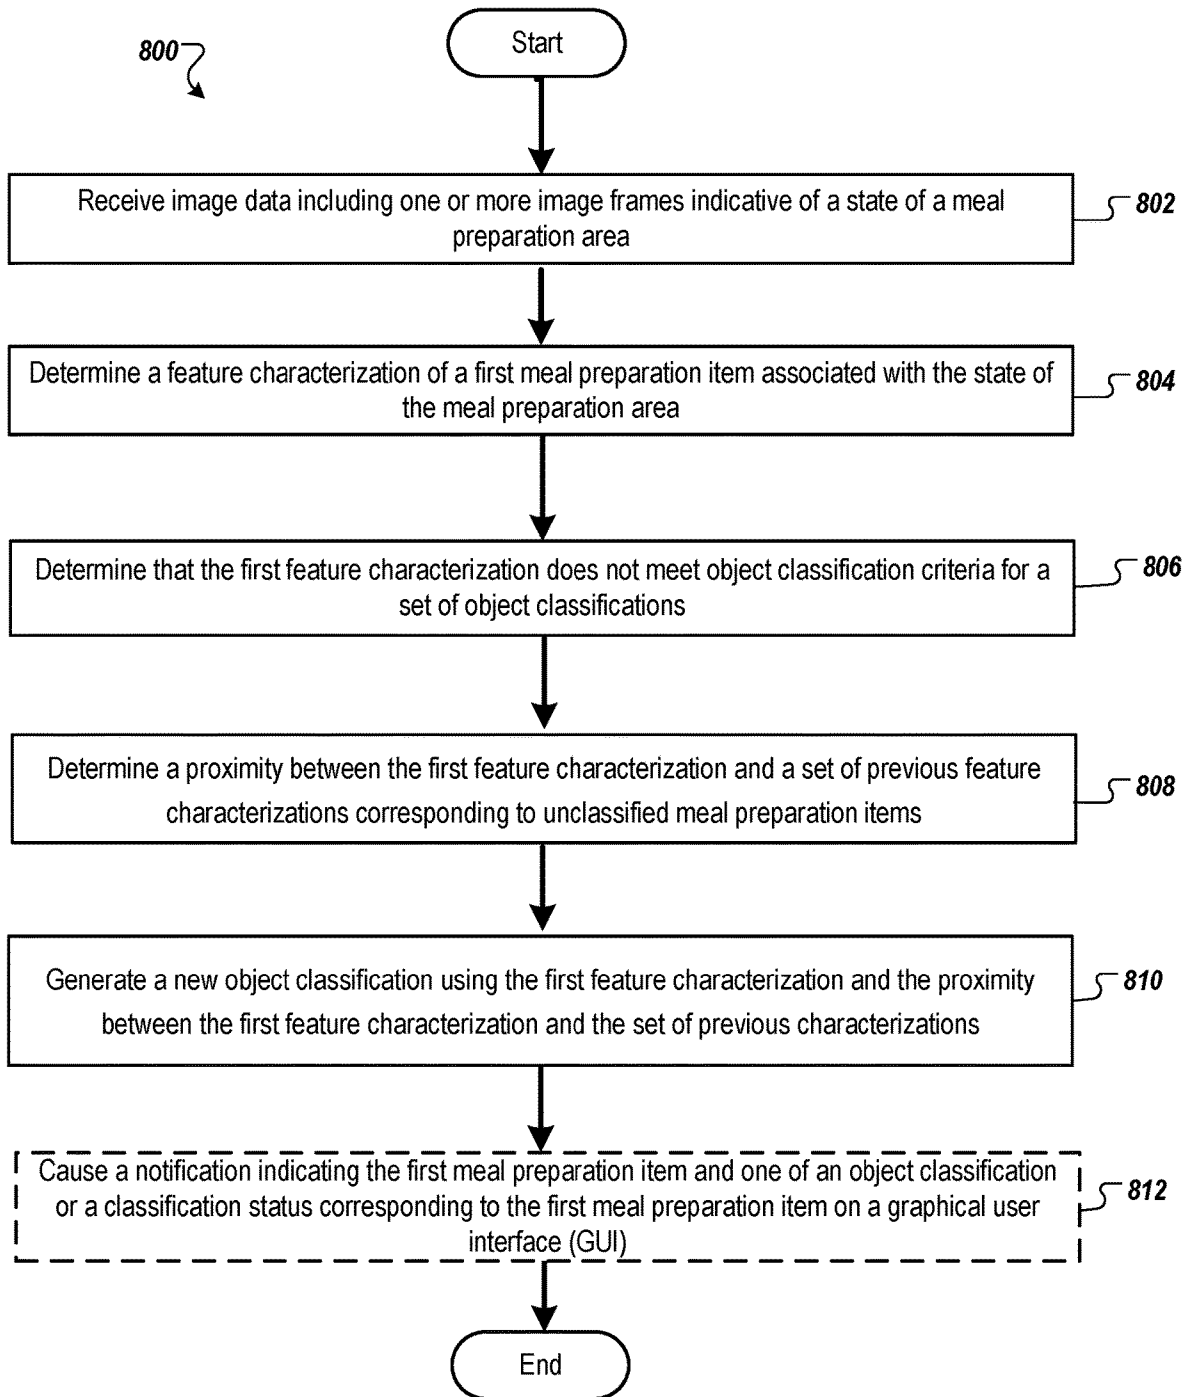 Start
800
Receive image data including one or more image frames indicative of a state of a meal
preparation area
802
Determine a feature characterization of a first meal preparation item associated with the state of
the meal preparation area
804
Determine that the first feature characterization does not meet object classification criteria for a
set of object classifications
806
Determine a proximity between the first feature characterization and a set of previous feature
characterizations corresponding to unclassified meal preparation items
808
Generate a new object classification using the first feature characterization and the proximity
between the first feature characterization and the set of previous characterizations
810
Cause a notification indicating the first meal preparation item and one of an object classification
or a classification status corresponding to the first meal preparation item on a graphical user
interface (GUI)
812
End